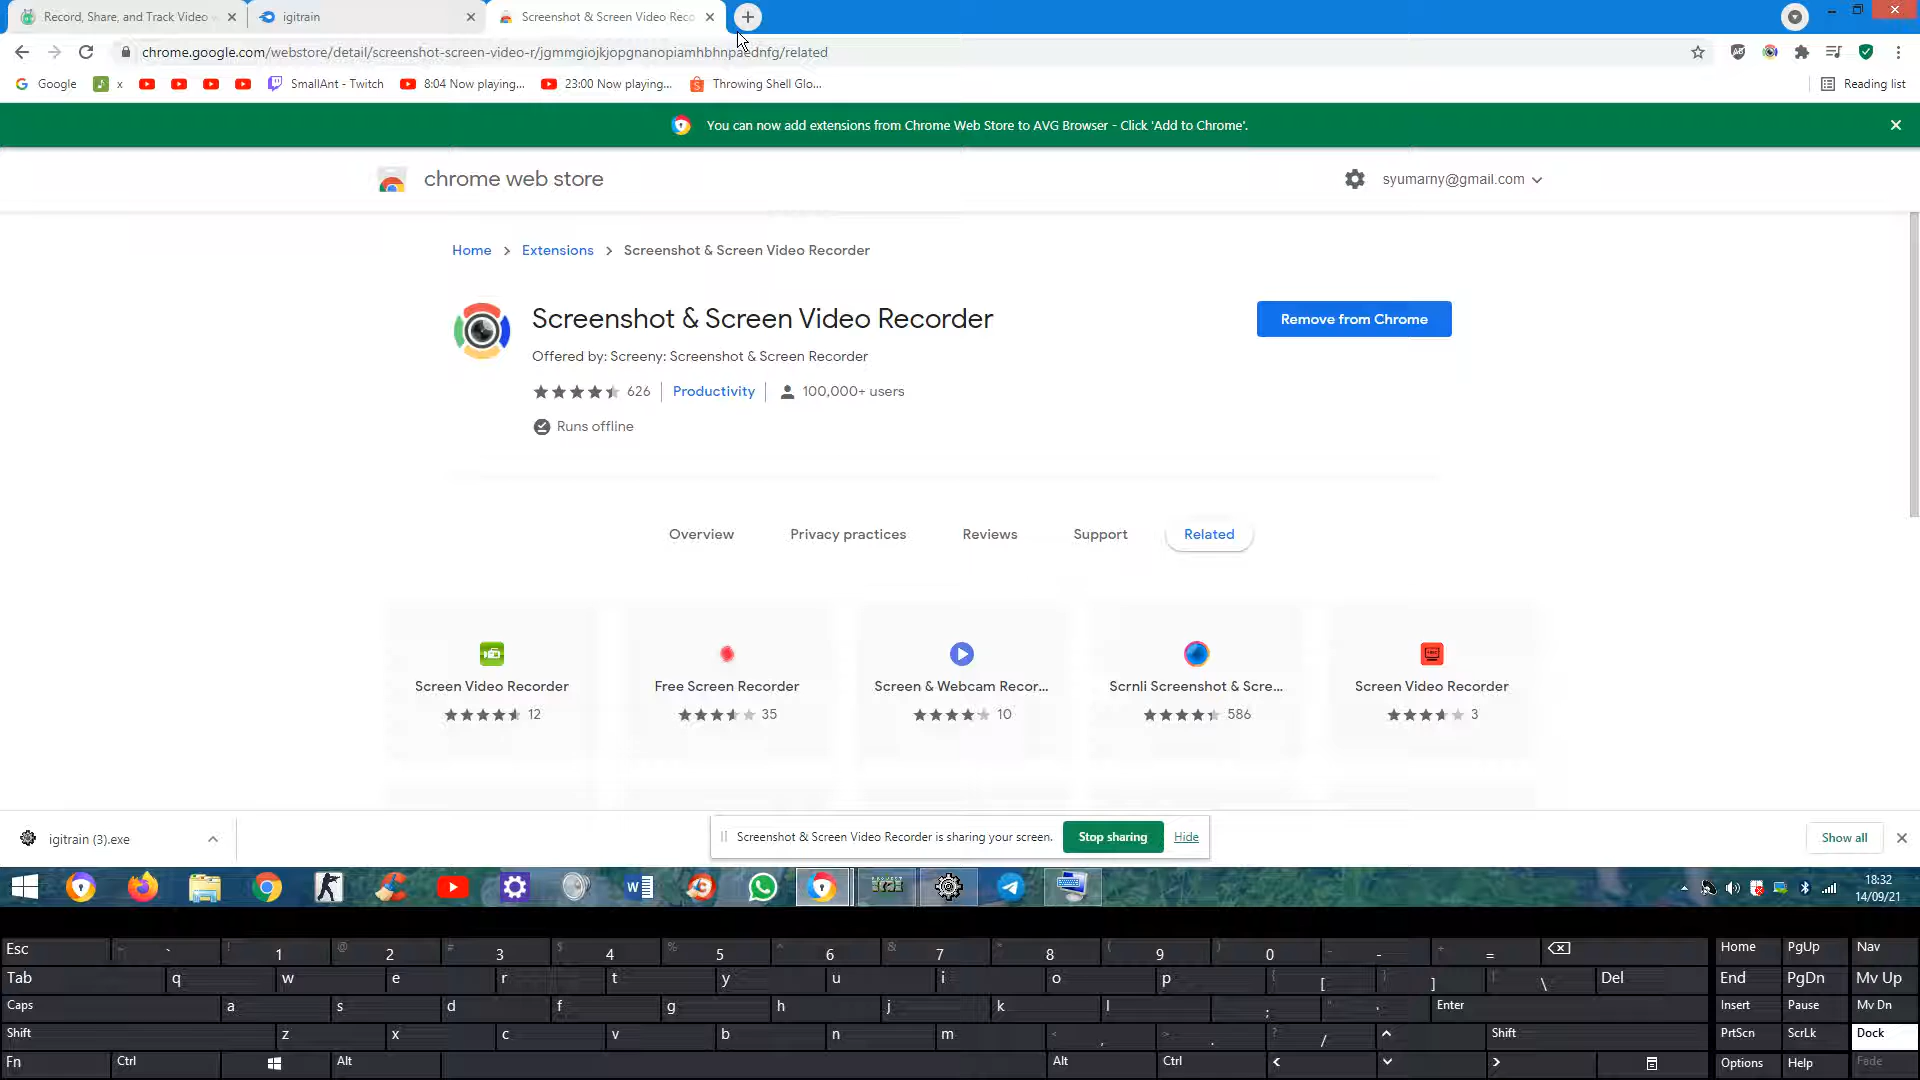 Record, Share, and Track Video
igitrain
Screenshot & Screen Video Reco
chrome.google.com/webstore/detail/screenshot-screen-video-r/jgmmgiojkjopgnanopiamhbhnpaednfg/related
Google
x
SmallAnt - Twitch
8:04 Now playing...
23:00 Now playing...
Throwing Shell Glo...
Reading list
You can now add extensions from Chrome Web Store to AVG Browser - Click 'Add to Chrome'.
chrome web store
syumarny@gmail.com
Home > Extensions > Screenshot & Screen Video Recorder
Screenshot & Screen Video Recorder
Remove from Chrome
Offered by: Screeny: Screenshot & Screen Recorder
626
Productivity
100,000+ users
Runs offline
Overview
Privacy practices
Reviews
Support
Related
Screen Video Recorder
Free Screen Recorder
Screen & Webcam Recor...
Scrnli Screenshot & Scre...
Screen Video Recorder
12
35
10
586
3
igitrain (3).exe
Screenshot & Screen Video Recorder is sharing your screen.
Stop sharing
Hide
Show all
18:32
14/09/21
Esc ~ ` ! 1 @ 2 # 3 $ 4 % 5 ^ 6 & 7 * 8 ( 9 ) 0 _ - + = Home PgUp Nav
Tab q w e r t y u i o p { [ } ] | \ Del End PgDn Mv Up
Caps a s d f g h j k l : ; " ' Enter Insert Pause Mv Dn
Shift z x c v b n m < , > . ? / Shift PrtScn ScrLk Dock
Fn Ctrl Alt Alt Ctrl Options Help Fade